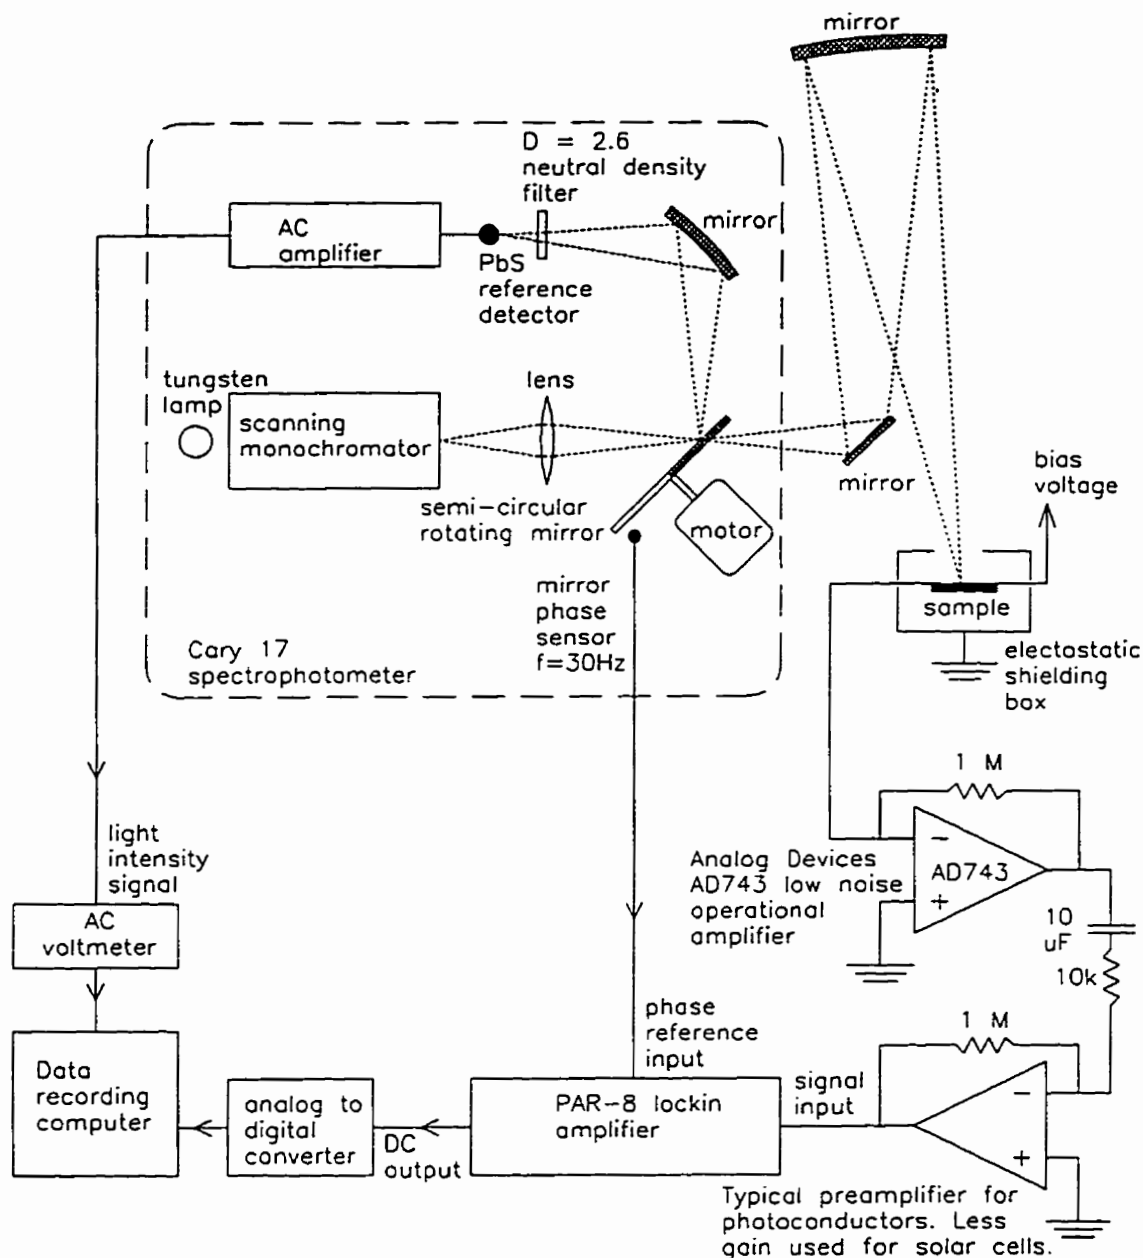 mirror
D = 2.6
neutral density
filter
mirror
AC
amplifier
PbS
reference
detector
tungsten
lamp
lens
scanning
monochromator
mirror
bias
voltage
semi-circular
rotating mirror
motor
sample
mirror
phase
sensor
f=30Hz
Cary 17
spectrophotometer
electostatic
shielding
box
1 M
light
intensity
signal
Analog Devices
AD743 low noise
operational
amplifier
−
AD743
+
10
uF
AC
voltmeter
10k
phase
reference
input
1 M
Data
recording
computer
analog to
digital
converter
DC
output
PAR-8 lockin
amplifier
signal
input
−
+
Typical preamplifier for
photoconductors. Less
gain used for solar cells.